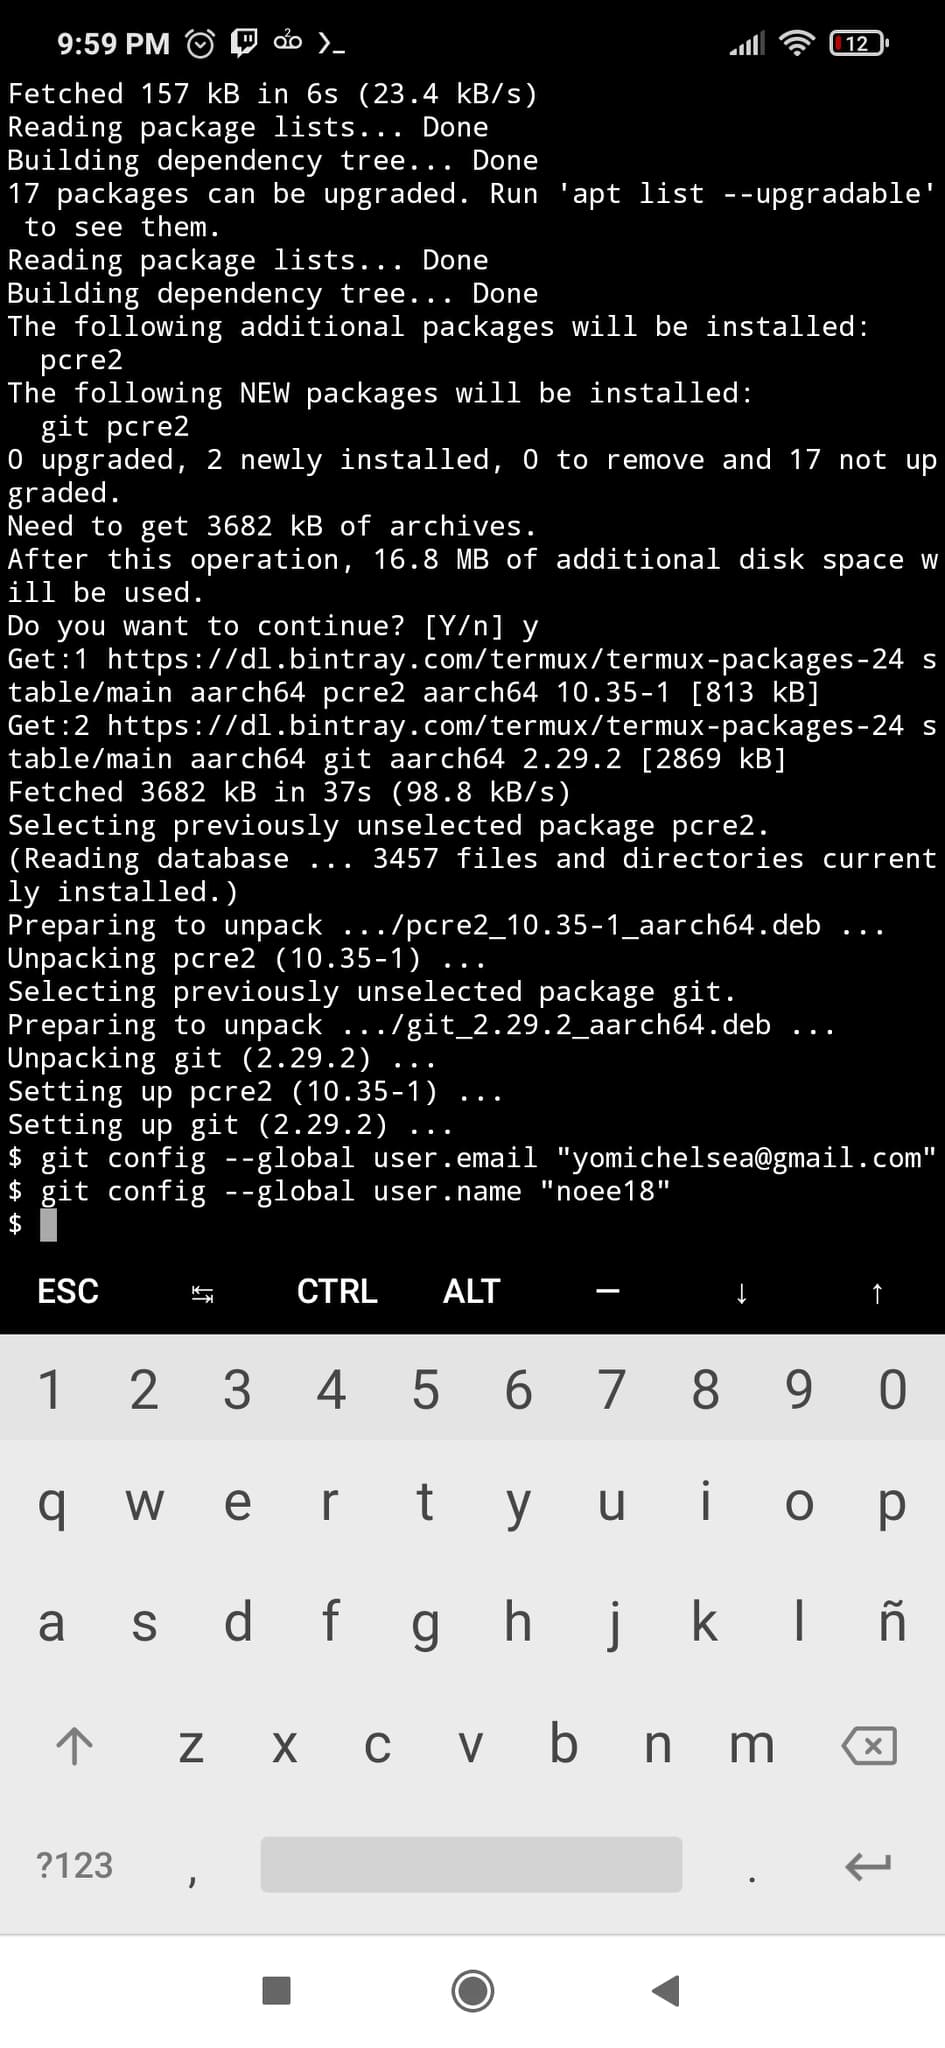 9:59 PM 12
Fetched 157 kB in 6s (23.4 kB/s)
Reading package lists... Done
Building dependency tree... Done
17 packages can be upgraded. Run 'apt list --upgradable'
 to see them.
Reading package lists... Done
Building dependency tree... Done
The following additional packages will be installed:
  pcre2
The following NEW packages will be installed:
  git pcre2
0 upgraded, 2 newly installed, 0 to remove and 17 not up
graded.
Need to get 3682 kB of archives.
After this operation, 16.8 MB of additional disk space w
ill be used.
Do you want to continue? [Y/n] y
Get:1 https://dl.bintray.com/termux/termux-packages-24 s
table/main aarch64 pcre2 aarch64 10.35-1 [813 kB]
Get:2 https://dl.bintray.com/termux/termux-packages-24 s
table/main aarch64 git aarch64 2.29.2 [2869 kB]
Fetched 3682 kB in 37s (98.8 kB/s)
Selecting previously unselected package pcre2.
(Reading database ... 3457 files and directories current
ly installed.)
Preparing to unpack .../pcre2_10.35-1_aarch64.deb ...
Unpacking pcre2 (10.35-1) ...
Selecting previously unselected package git.
Preparing to unpack .../git_2.29.2_aarch64.deb ...
Unpacking git (2.29.2) ...
Setting up pcre2 (10.35-1) ...
Setting up git (2.29.2) ...
$ git config --global user.email "yomichelsea@gmail.com"
$ git config --global user.name "noee18"
$
ESC ↹ CTRL ALT — ↓ ↑
1 2 3 4 5 6 7 8 9 0
q w e r t y u i o p
a s d f g h j k l ñ
z x c v b n m
?123 , .